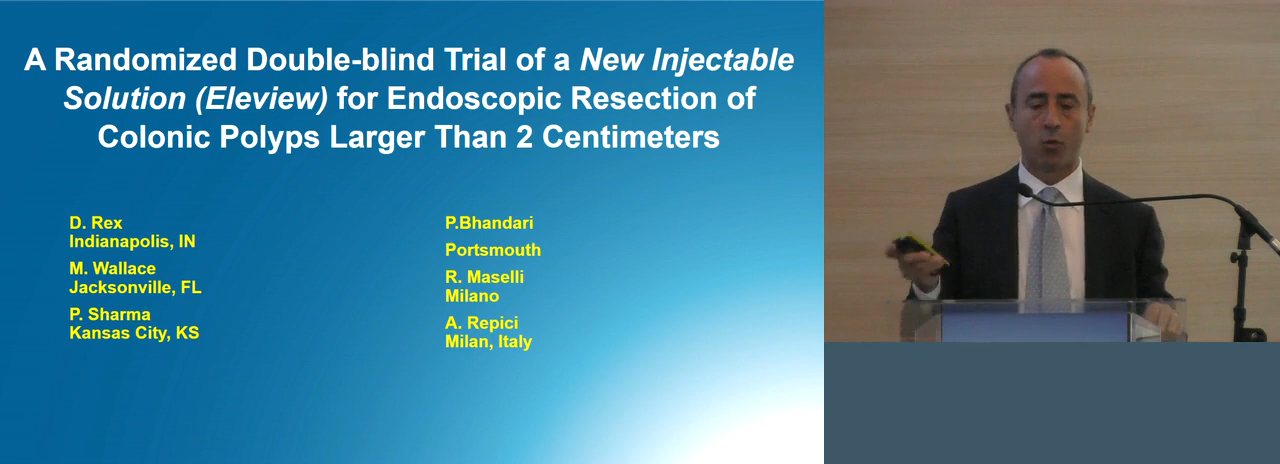 A Randomized Double-blind Trial of a New Injectable
Solution (Eleview) for Endoscopic Resection of
Colonic Polyps Larger Than 2 Centimeters
D. Rex
Indianapolis, IN
M. Wallace
Jacksonville, FL
P. Sharma
Kansas City, KS
P.Bhandari
Portsmouth
R. Maselli
Milano
A. Repici
Milan, Italy